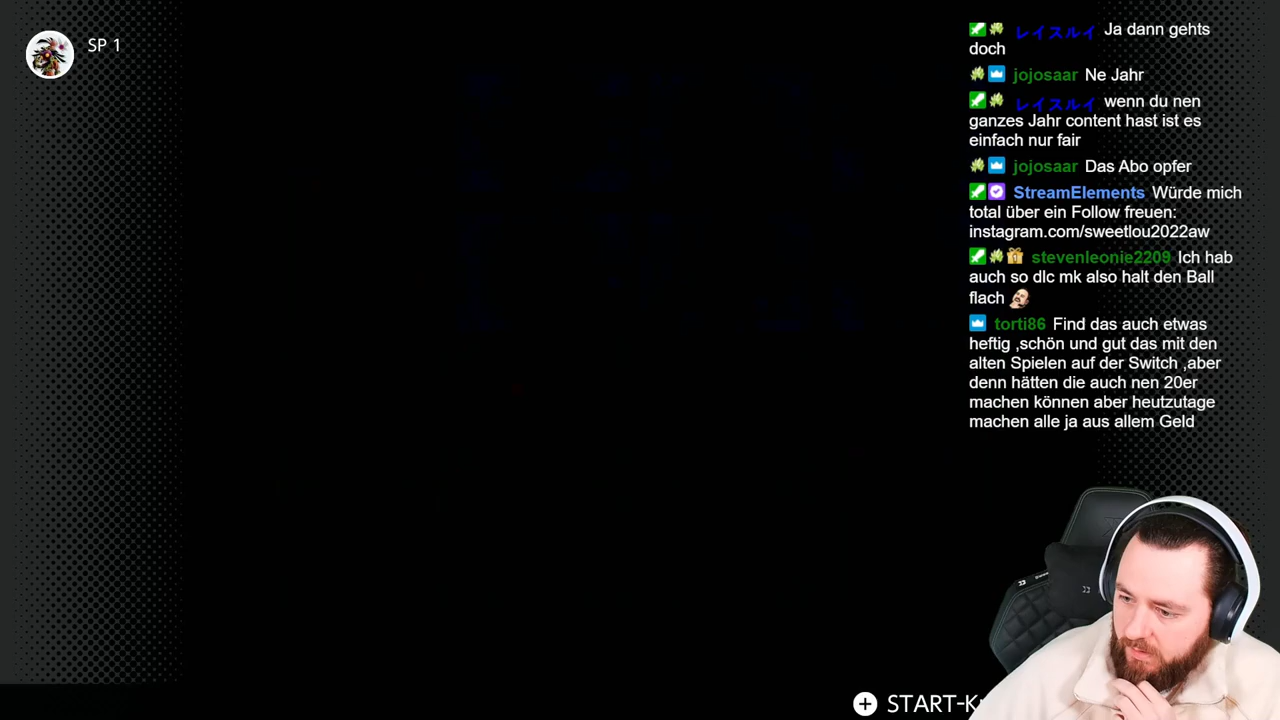 SP 1
レイスルイ Ja dann gehts
doch
jojosaar Ne Jahr
レイスルイ wenn du nen
ganzes Jahr content hast ist es
einfach nur fair
jojosaar Das Abo opfer
StreamElements Würde mich
total über ein Follow freuen:
instagram.com/sweetlou2022aw
stevenleonie2209 Ich hab
auch so dlc mk also halt den Ball
flach
torti86 Find das auch etwas
heftig ,schön und gut das mit den
alten Spielen auf der Switch ,aber
denn hätten die auch nen 20er
machen können aber heutzutage
machen alle ja aus allem Geld
START-K